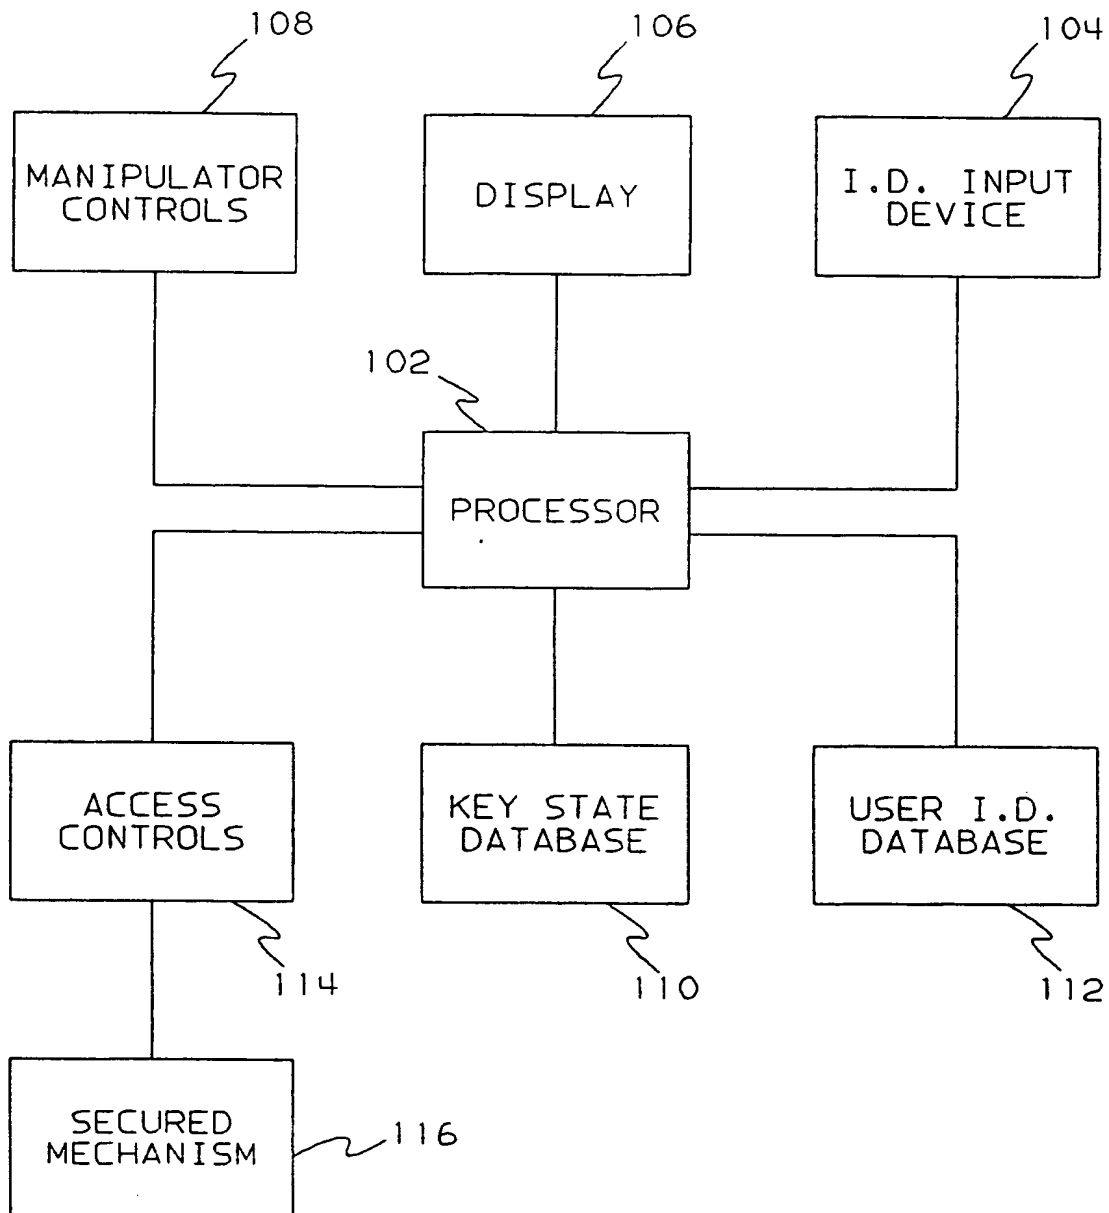 108
106
104
MANIPULATOR
CONTROLS
DISPLAY
I.D. INPUT
DEVICE
102
PROCESSOR
ACCESS
CONTROLS
KEY STATE
DATABASE
USER I.D.
DATABASE
114
110
112
SECURED
MECHANISM
116